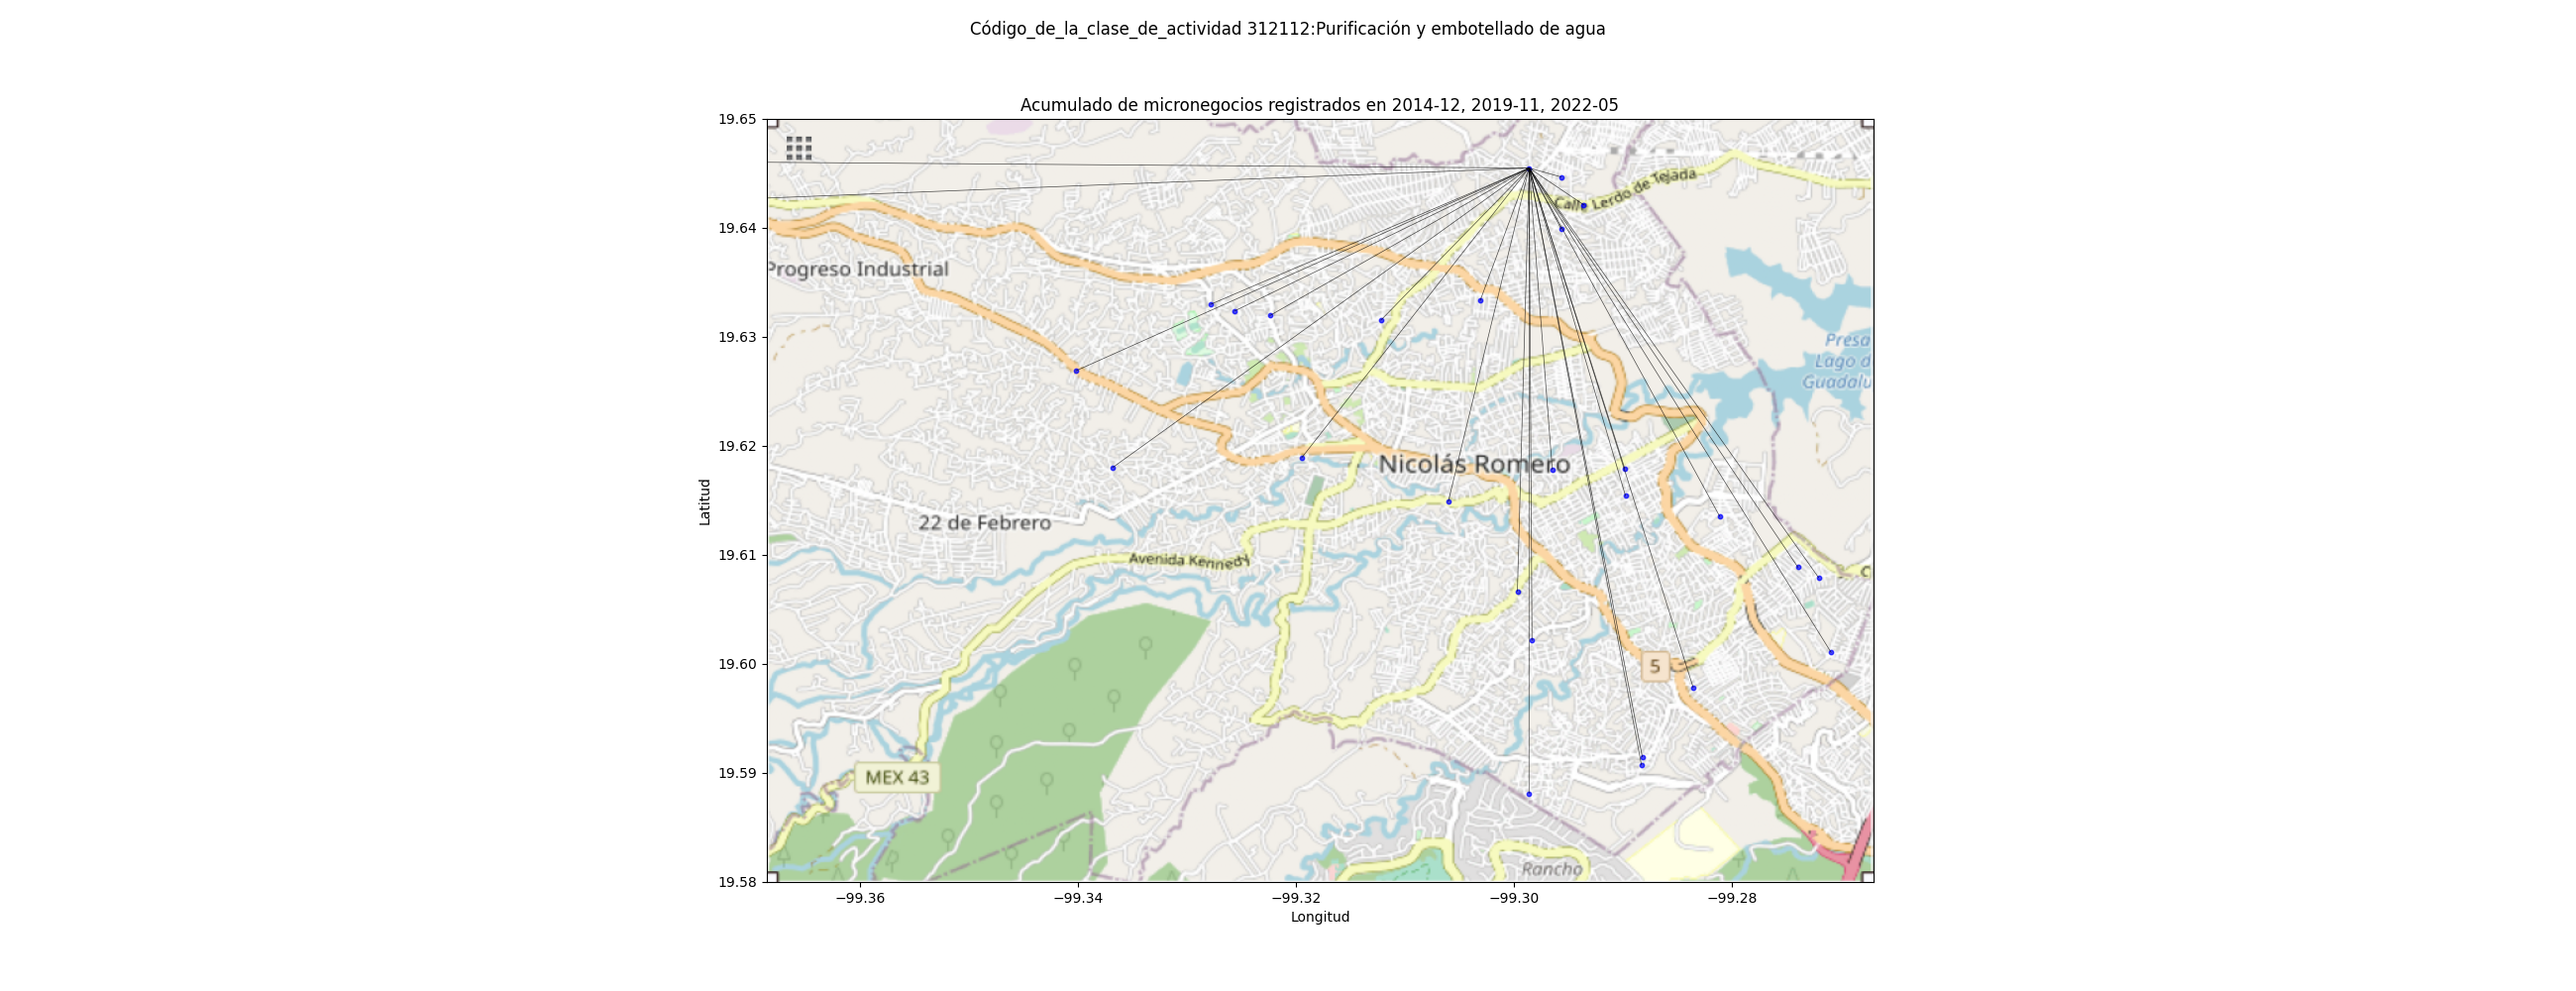 Código_de_la_clase_de_actividad 312112:Purificación y embotellado de agua
Acumulado de micronegocios registrados en 2014-12, 2019-11, 2022-05
19.65
Calle Lerdo de Tejada
19.64
Progreso Industrial
19.63
Presa
Lago d
Guadalu
19.62
Nicolás Romero
Latitud
22 de Febrero
19.61
Avenida Kennedy
C
19.60
5
19.59
MEX 43
Rancho
19.58
−99.36
−99.34
−99.32
−99.30
−99.28
Longitud